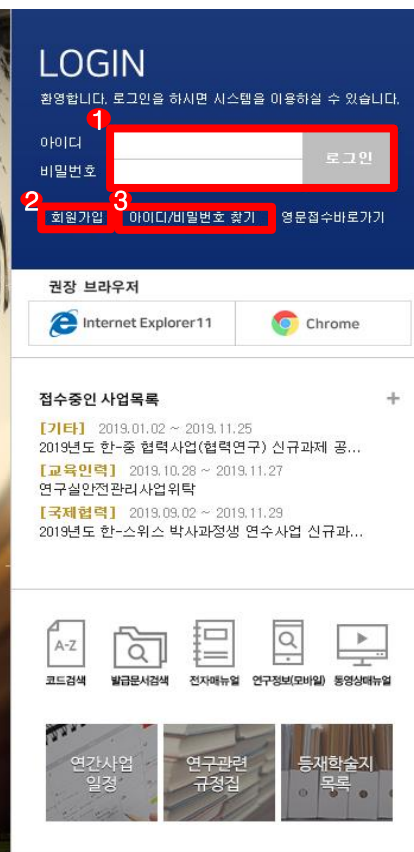 LOGIN
환영합니다. 로그인을 하시면 시스템을 이용하실 수 있습니다.
1
아이디
비밀번호
로그인
2 회원가입 3 아이디/비밀번호 찾기 영문접수바로가기
권장 브라우저
Internet Explorer11 Chrome
접수중인 사업목록 +
[기타] 2019.01.02 ~ 2019.11.25
2019년도 한-중 협력사업(협력연구) 신규과제 공...
[교육인력] 2019.10.28 ~ 2019.11.27
연구실안전관리사업위탁
[국제협력] 2019.09.02 ~ 2019.11.29
2019년도 한-스위스 박사과정생 연수사업 신규과...
A-Z
코드검색 발급문서검색 전자매뉴얼 연구정보(모바일) 동영상매뉴얼
연간사업 연구관련 등재학술지
일정 규정집 목록